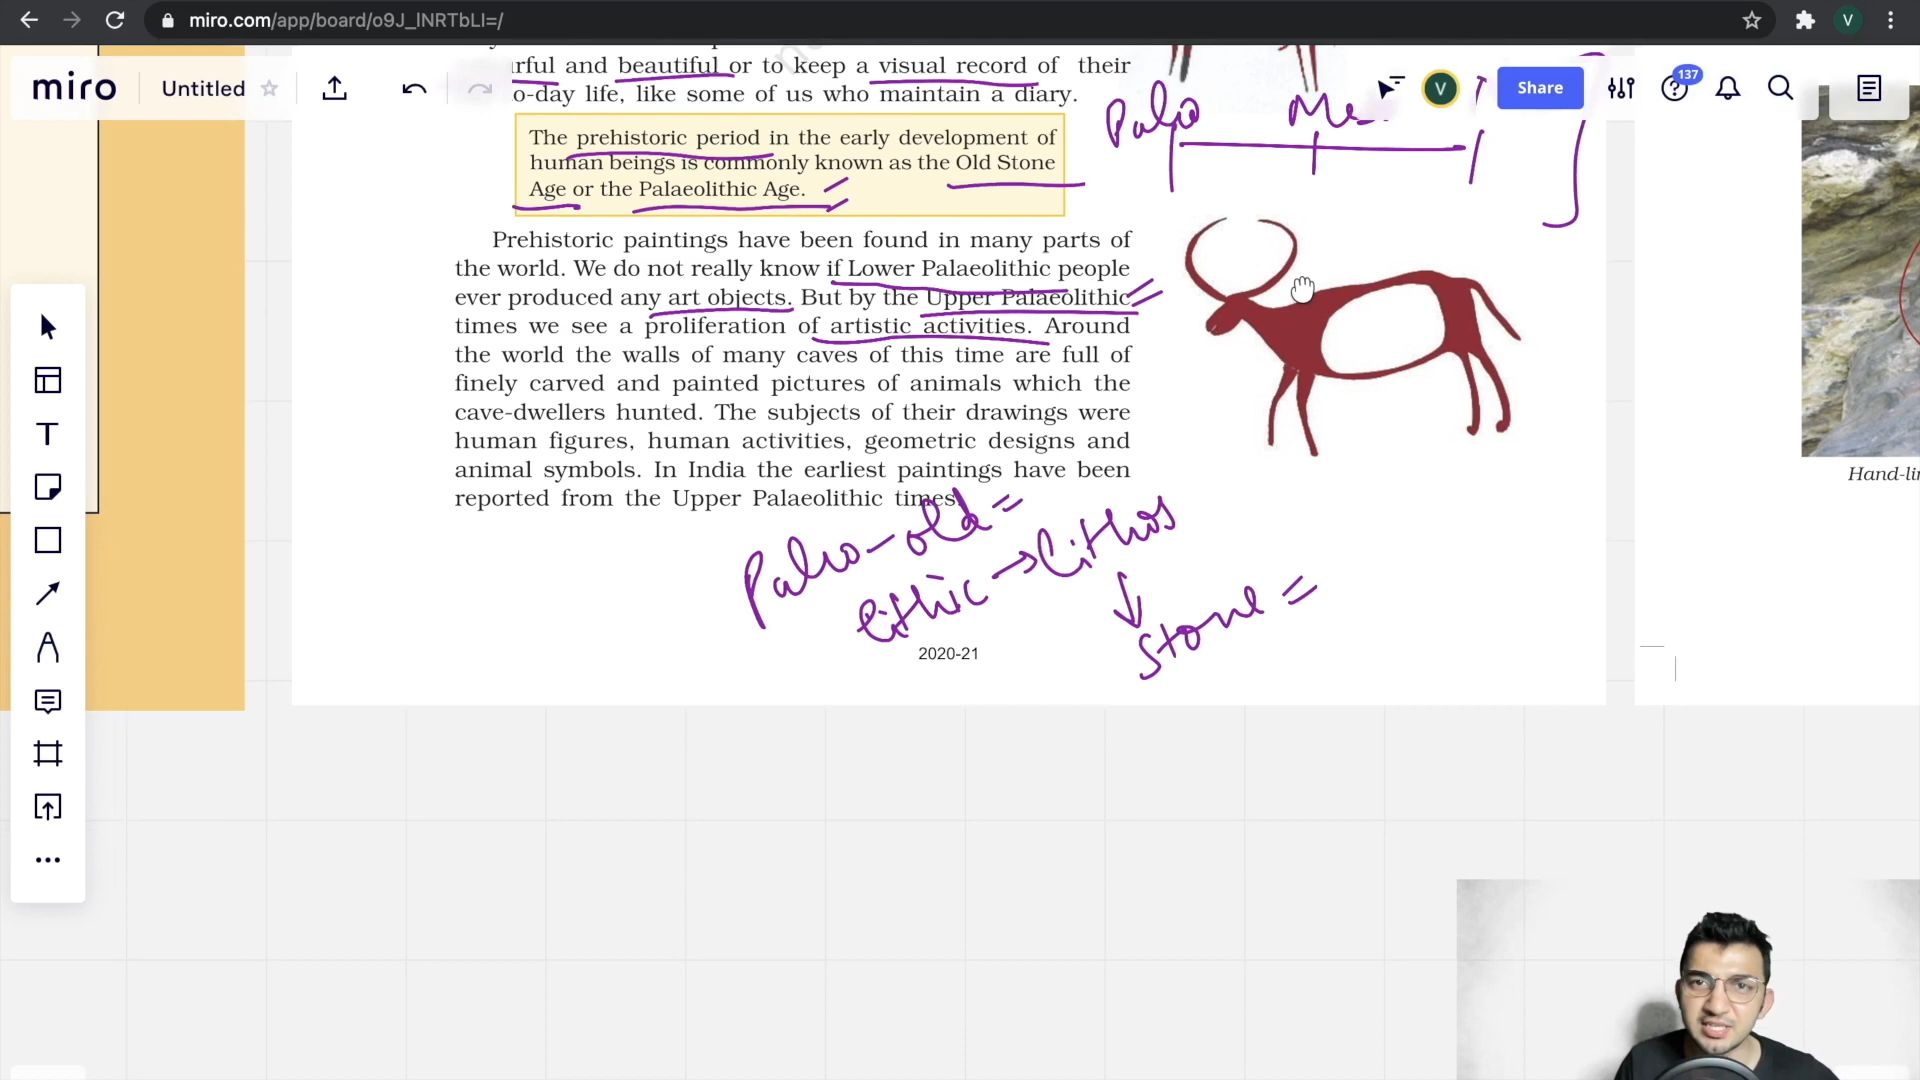 miro.com/app/board/o9J_lNRTbLI=/
V
miro
Untitled
V
Share
137
and beautiful or to keep a visual record of their
o-day life, like some of us who maintain a diary.
The prehistoric period in the early development of
human beings is commonly known as the Old Stone
Age or the Palaeolithic Age.
Paleo Mes
Prehistoric paintings have been found in many parts of
the world. We do not really know if Lower Palaeolithic people
ever produced any art objects. But by the Upper Palaeolithic
times we see a proliferation of artistic activities. Around
the world the walls of many caves of this time are full of
finely carved and painted pictures of animals which the
cave-dwellers hunted. The subjects of their drawings were
human figures, human activities, geometric designs and
animal symbols. In India the earliest paintings have been
reported from the Upper Palaeolithic times.
Paleo-old=
lithic → lithos
↓
Stone =
2020-21
Hand-li
T